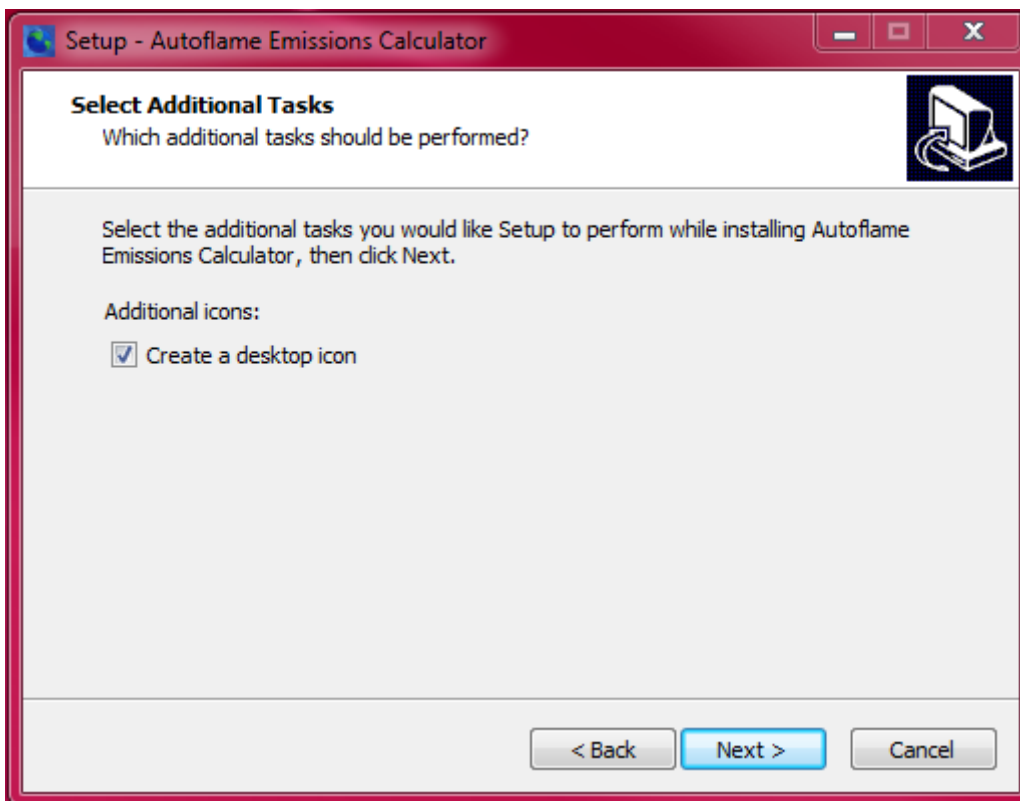 Setup - Autoflame Emissions Calculator
Select Additional Tasks
Which additional tasks should be performed?
Select the additional tasks you would like Setup to perform while installing Autoflame
Emissions Calculator, then click Next.
Additional icons:
Create a desktop icon
< Back
Next >
Cancel